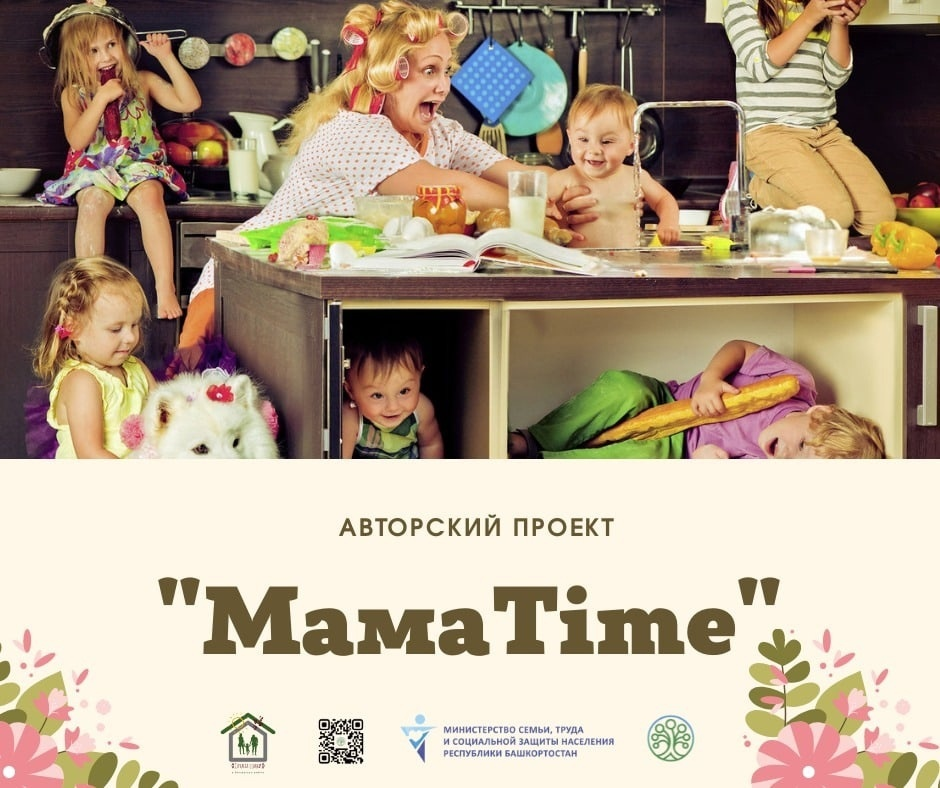 АВТОРСКИЙ ПРОЕКТ
"МамаTime"
МИНИСТЕРСТВО СЕМЬИ, ТРУДА
И СОЦИАЛЬНОЙ ЗАЩИТЫ НАСЕЛЕНИЯ
РЕСПУБЛИКИ БАШКОРТОСТАН